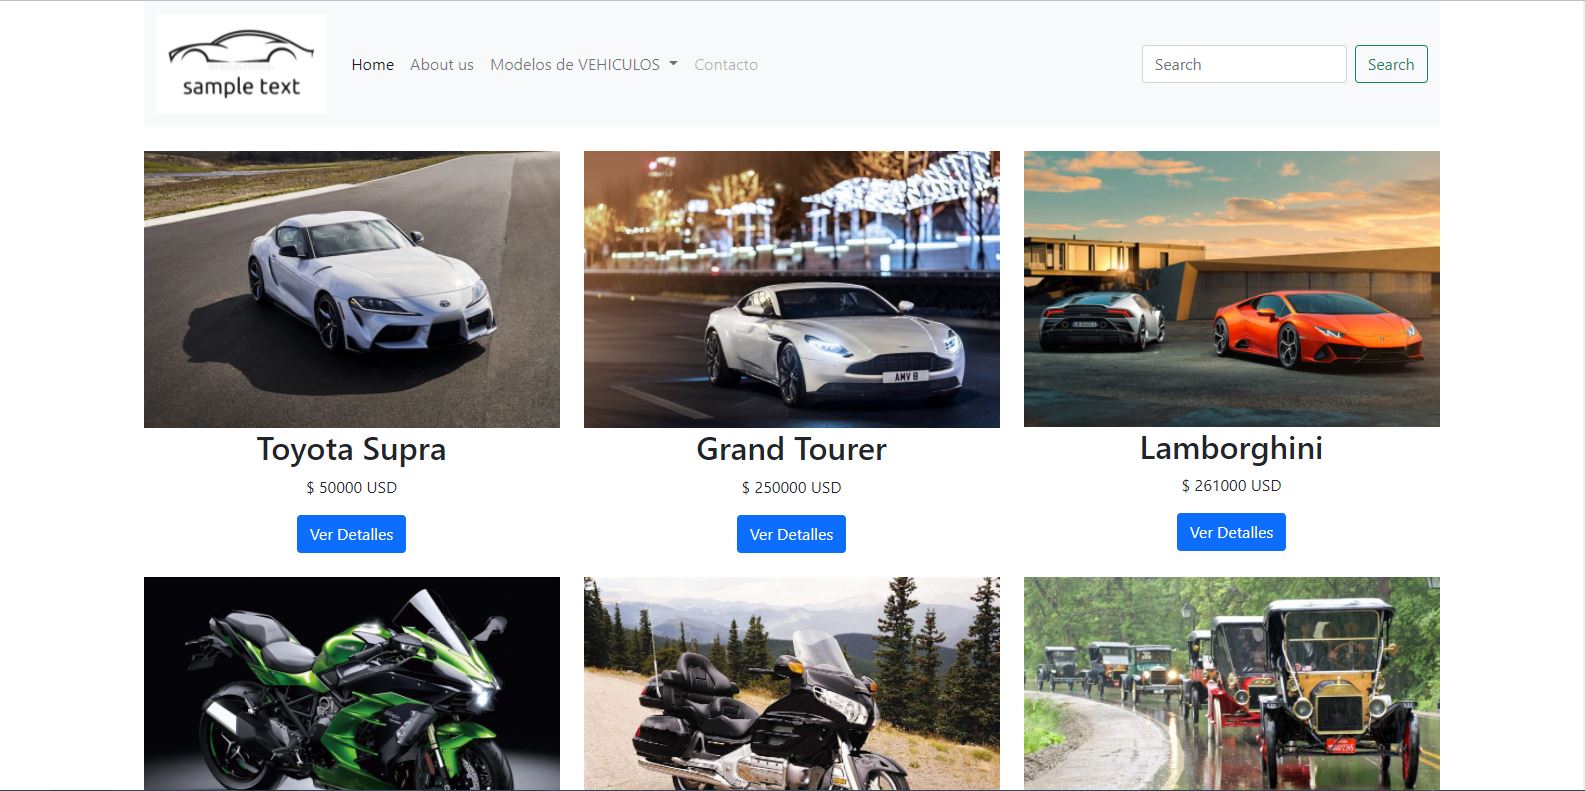 sample text
Home About us Modelos de VEHICULOS Contacto Search Search
AMV 8
Toyota Supra Grand Tourer Lamborghini
$ 50000 USD $ 250000 USD $ 261000 USD
Ver Detalles Ver Detalles Ver Detalles